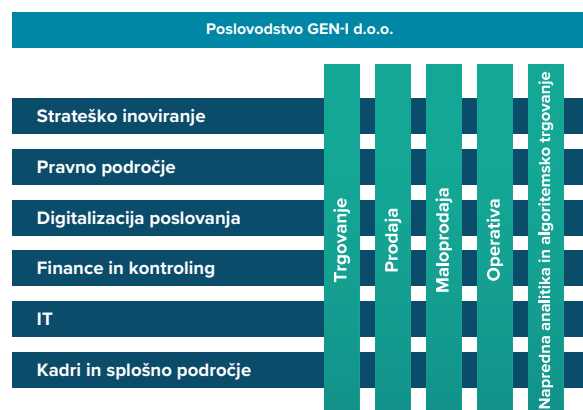 Poslovodstvo GEN-I d.o.o.
Strateško inoviranje
Pravno področje
Digitalizacija poslovanja
Finance in kontroling
IT
Kadri in splošno področje
Trgovanje
Prodaja
Maloprodaja
Operativa
Napredna analitika in algoritemsko trgovanje